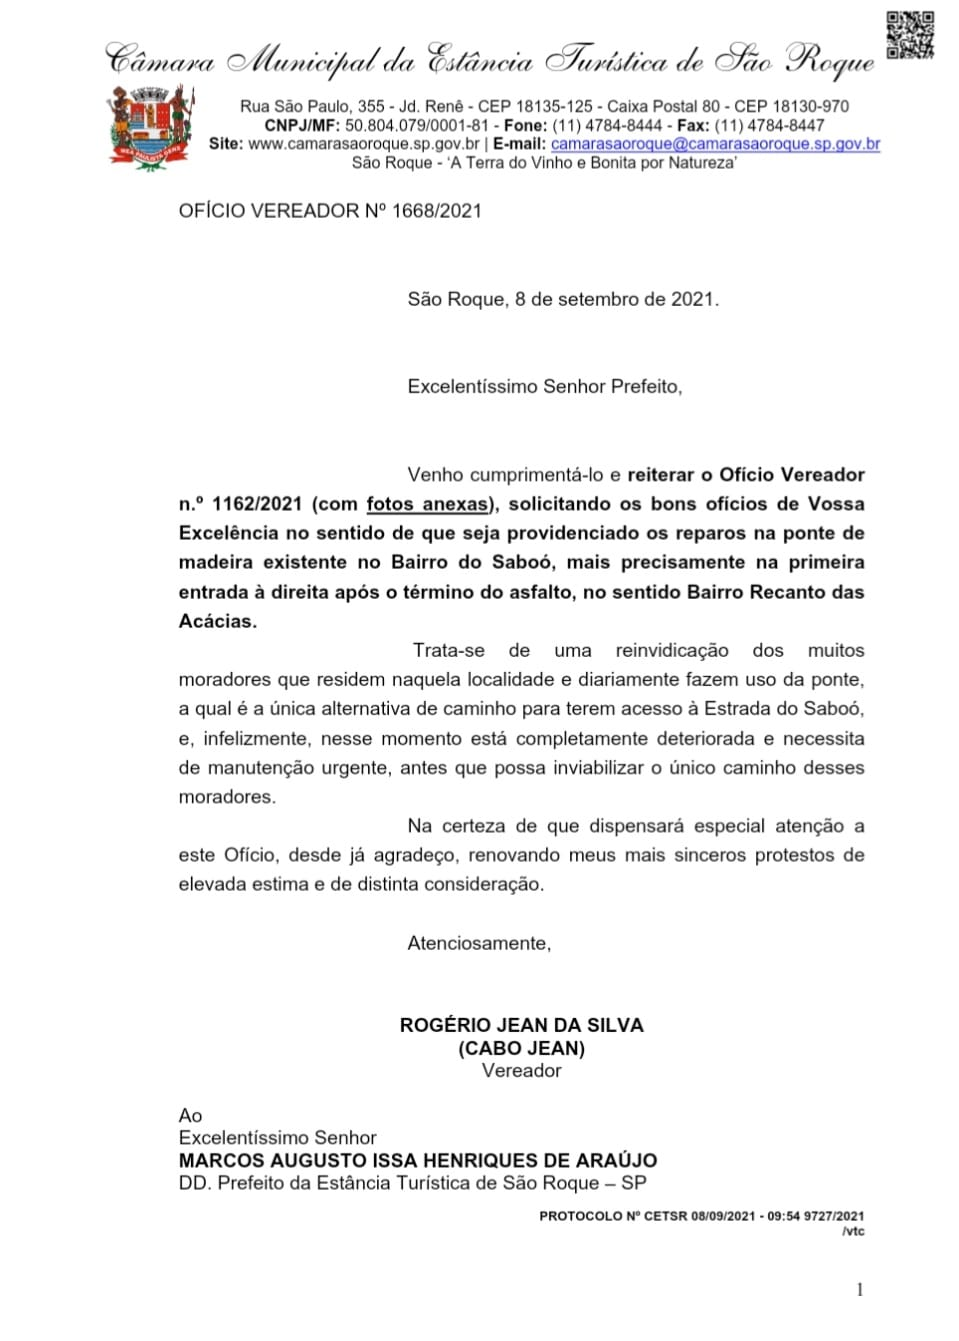 Câmara Municipal da Estância Turística de São Roque
Rua São Paulo, 355 - Jd. Renê - CEP 18135-125 - Caixa Postal 80 - CEP 18130-970
CNPJ/MF: 50.804.079/0001-81 - Fone: (11) 4784-8444 - Fax: (11) 4784-8447
Site: www.camarasaoroque.sp.gov.br | E-mail: camarasaoroque@camarasaoroque.sp.gov.br
São Roque - ‘A Terra do Vinho e Bonita por Natureza’
OFÍCIO VEREADOR Nº 1668/2021
São Roque, 8 de setembro de 2021.
Excelentíssimo Senhor Prefeito,
Venho cumprimentá-lo e reiterar o Ofício Vereador
n.º 1162/2021 (com fotos anexas), solicitando os bons ofícios de Vossa
Excelência no sentido de que seja providenciado os reparos na ponte de
madeira existente no Bairro do Saboó, mais precisamente na primeira
entrada à direita após o término do asfalto, no sentido Bairro Recanto das
Acácias.
Trata-se de uma reinvidicação dos muitos
moradores que residem naquela localidade e diariamente fazem uso da ponte,
a qual é a única alternativa de caminho para terem acesso à Estrada do Saboó,
e, infelizmente, nesse momento está completamente deteriorada e necessita
de manutenção urgente, antes que possa inviabilizar o único caminho desses
moradores.
Na certeza de que dispensará especial atenção a
este Ofício, desde já agradeço, renovando meus mais sinceros protestos de
elevada estima e de distinta consideração.
Atenciosamente,
ROGÉRIO JEAN DA SILVA
(CABO JEAN)
Vereador
Ao
Excelentíssimo Senhor
MARCOS AUGUSTO ISSA HENRIQUES DE ARAÚJO
DD. Prefeito da Estância Turística de São Roque – SP
PROTOCOLO Nº CETSR 08/09/2021 - 09:54 9727/2021
/vtc
1